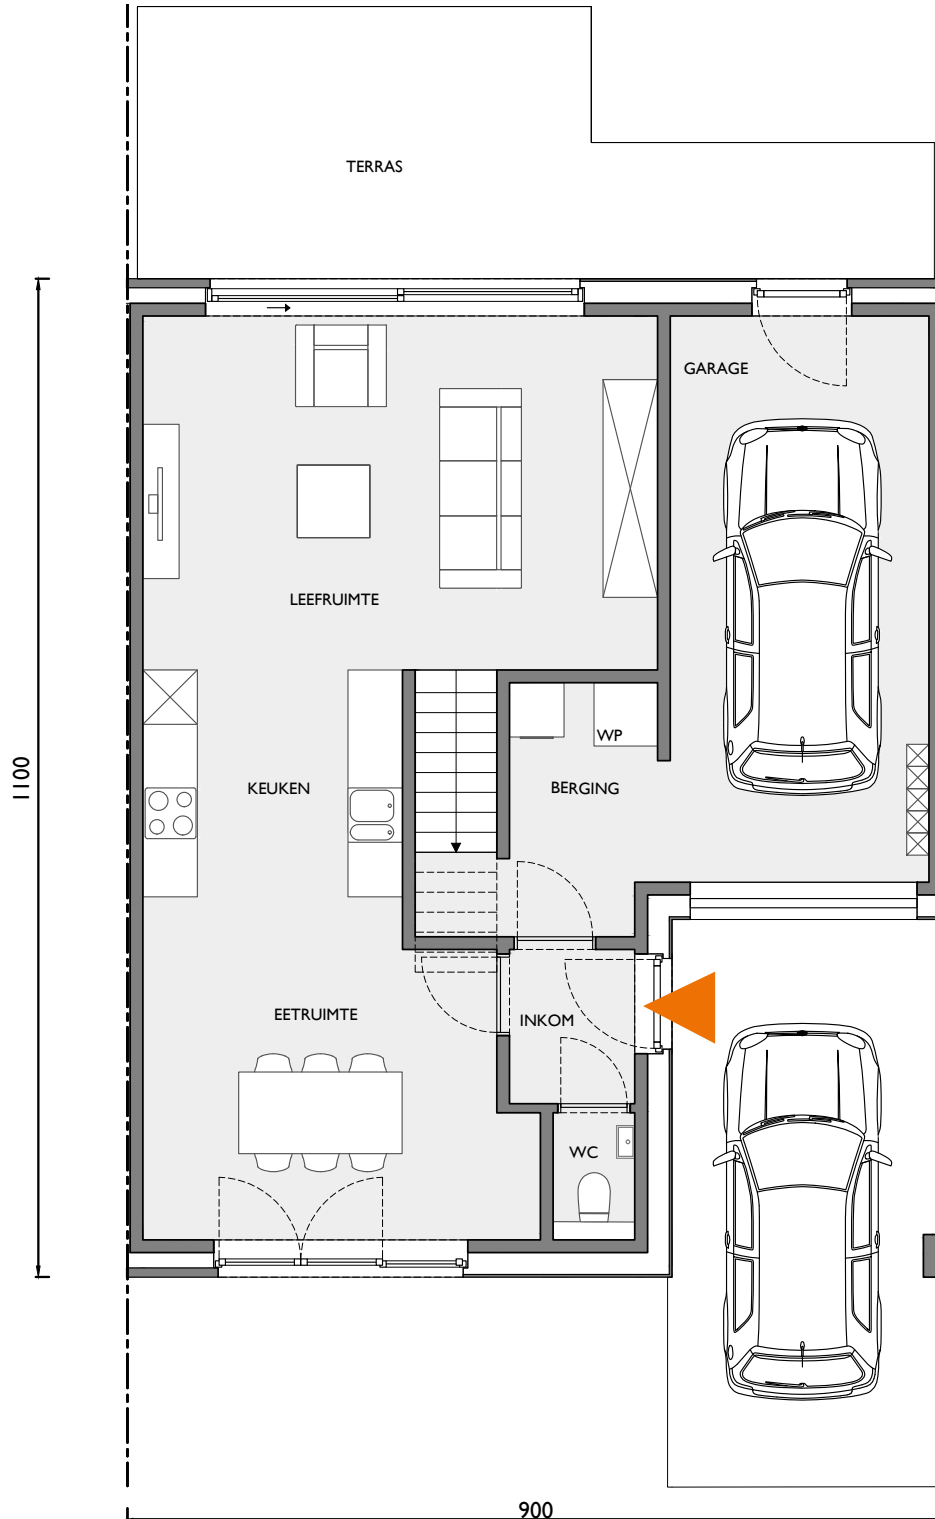 TERRAS
GARAGE
LEEFRUIMTE
WP
KEUKEN
BERGING
1100
EETRUIMTE
INKOM
WC
900